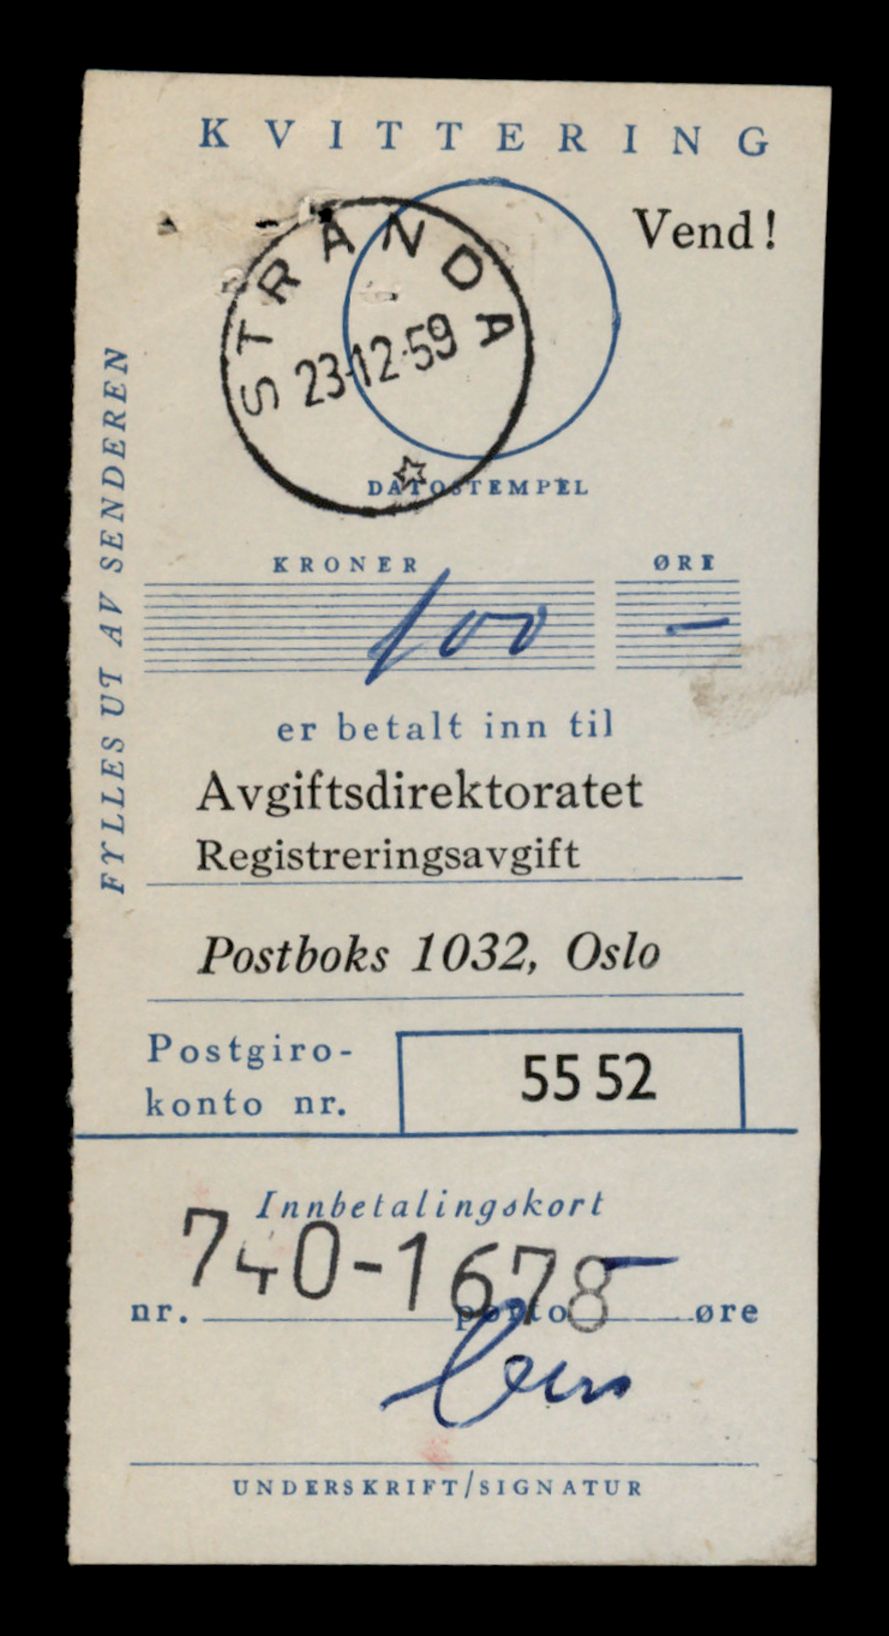 KVITTERING
Vend!
STRANDA
23-12-59
DATOSTEMPEL
FYLLES UT AV SENDEREN
KRONER ØRE
100 –
er betalt inn til
Avgiftsdirektoratet
Registreringsavgift
Postboks 1032, Oslo
Postgiro-
konto nr.
55 52
Innbetalingskort
740-1678
nr. porto øre
UNDERSKRIFT/SIGNATUR